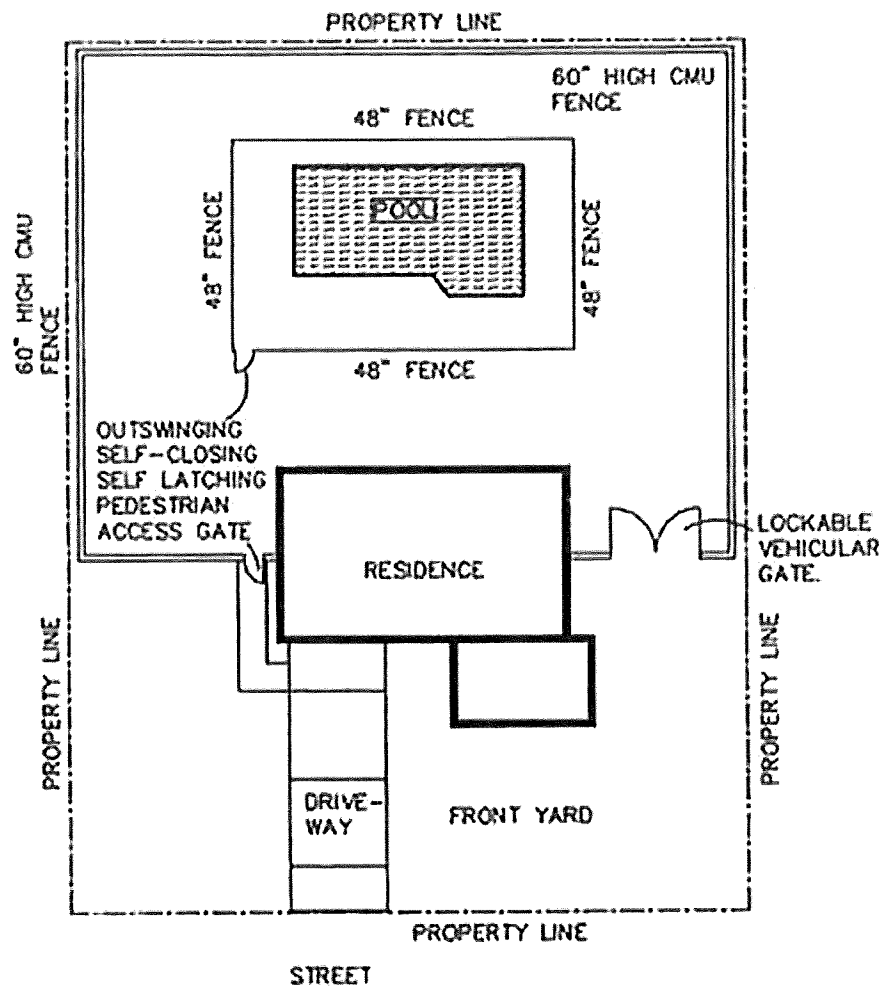 PROPERTY LINE
60" HIGH CMU
FENCE
48" FENCE
POOL
48" FENCE
48" FENCE
60" HIGH CMU
FENCE
48" FENCE
OUTSWINGING
SELF-CLOSING
SELF LATCHING
PEDESTRIAN
ACCESS GATE
LOCKABLE
VEHICULAR
GATE.
RESIDENCE
PROPERTY LINE
PROPERTY LINE
DRIVE-
WAY
FRONT YARD
PROPERTY LINE
STREET